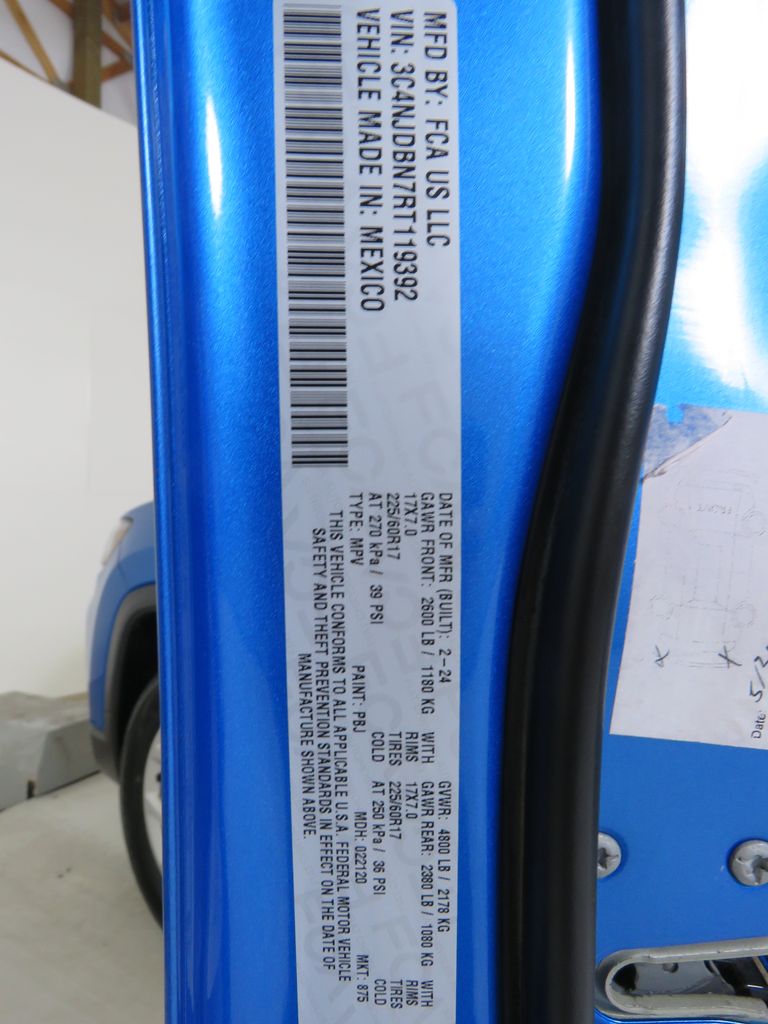 MFD BY: FCA US LLC
VIN: 3C4NJDBN7RT119392
VEHICLE MADE IN: MEXICO
DATE OF MFR (BUILT): 2-24 GVWR: 4800 LB / 2178 KG
GAWR FRONT: 2600 LB / 1180 KG WITH GAWR REAR: 2380 LB / 1080 KG WITH
17X7.0 RIMS 17X7.0 RIMS
225/60R17 TIRES 225/60R17 TIRES
AT 270 kPa / 39 PSI COLD AT 250 kPa / 36 PSI COLD
TYPE: MPV PAINT: PBJ MDH: 022120 MKT: 875
THIS VEHICLE CONFORMS TO ALL APPLICABLE U.S.A. FEDERAL MOTOR VEHICLE
SAFETY AND THEFT PREVENTION STANDARDS IN EFFECT ON THE DATE OF
MANUFACTURE SHOWN ABOVE.
Date: